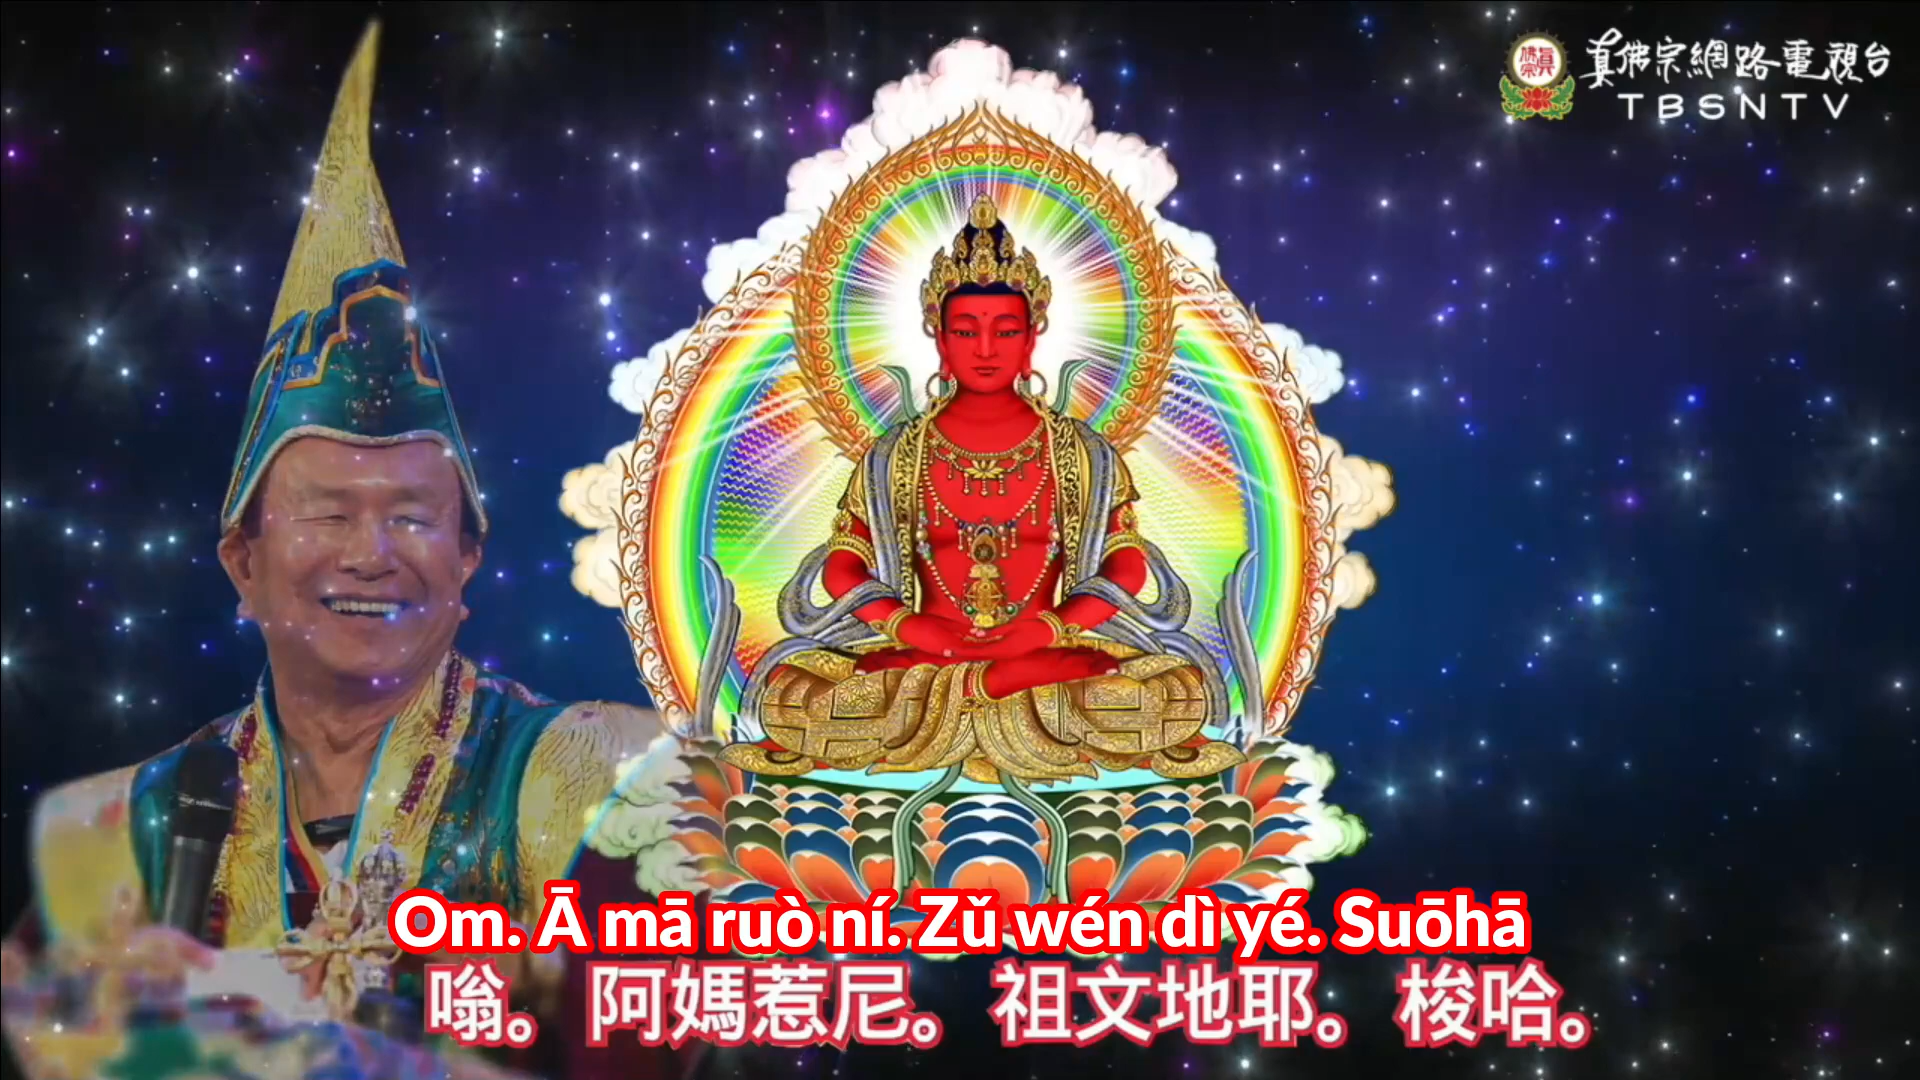 真佛宗網路電視台
TBSNTV
Om. Ā mā ruò ní. Zǔ wén dì yé. Suōhā
嗡。阿媽惹尼。祖文地耶。梭哈。